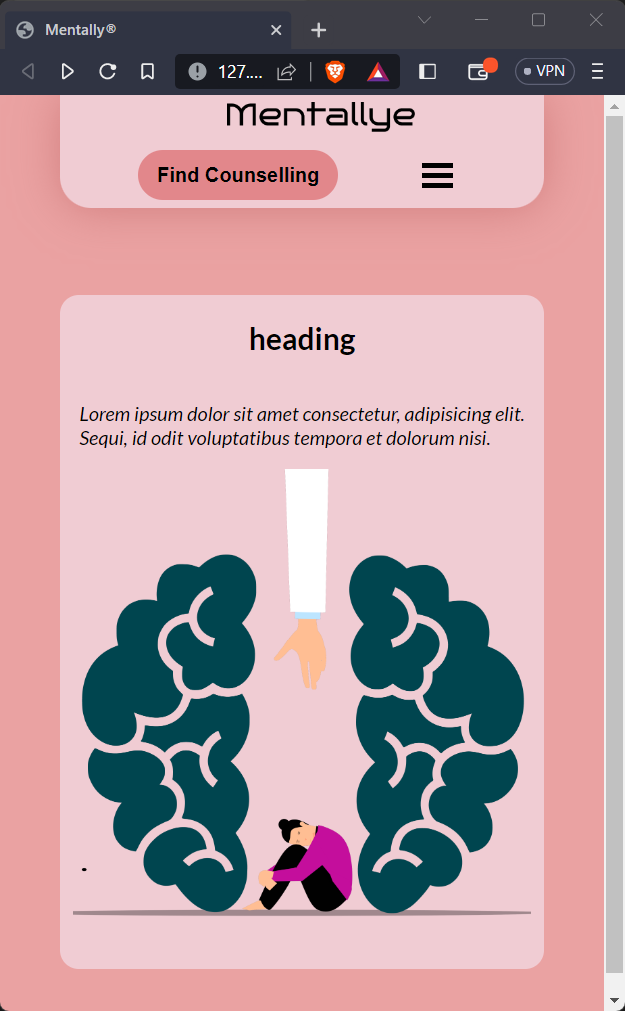 Mentally®
127....
VPN
Mentallye
Find Counselling
heading
Lorem ipsum dolor sit amet consectetur, adipisicing elit.
Sequi, id odit voluptatibus tempora et dolorum nisi.